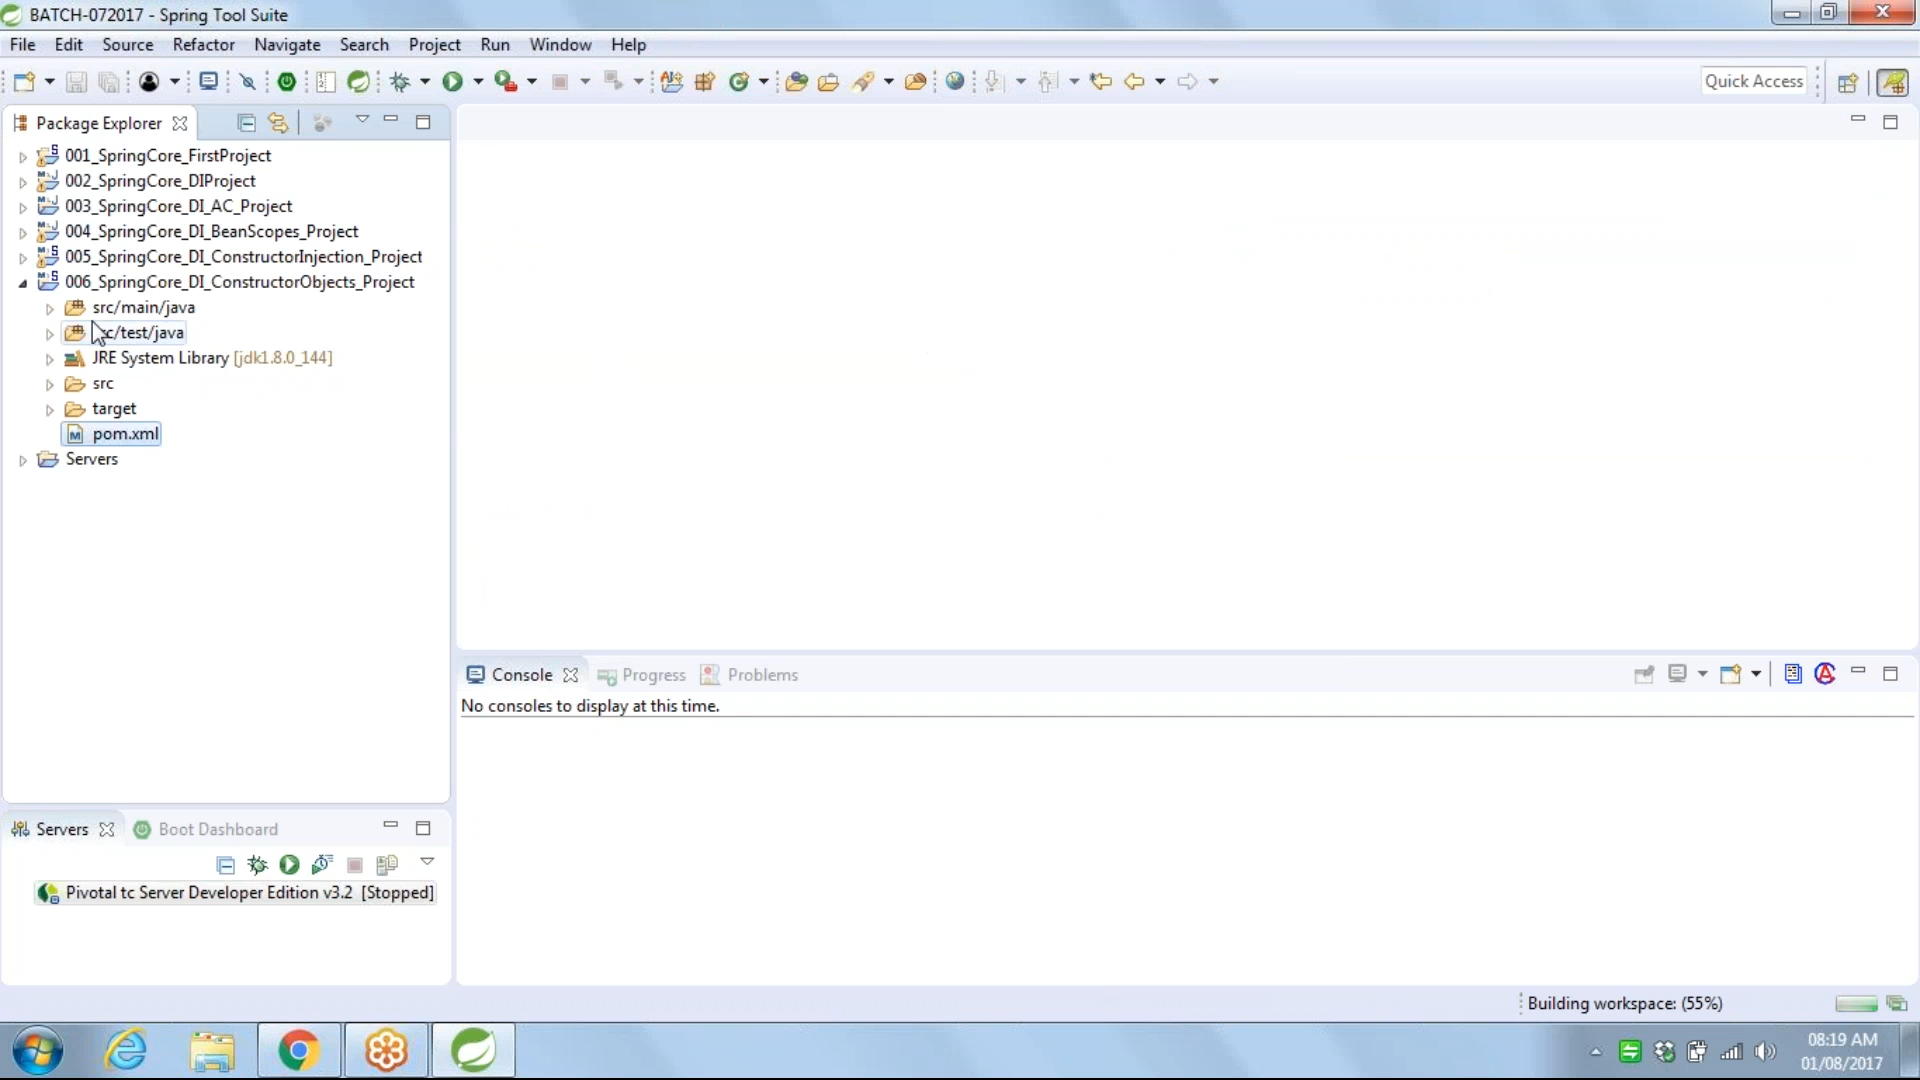 BATCH-072017 - Spring Tool Suite
File Edit Source Refactor Navigate Search Project Run Window Help
Quick Access
Package Explorer
001_SpringCore_FirstProject
002_SpringCore_DIProject
003_SpringCore_DI_AC_Project
004_SpringCore_DI_BeanScopes_Project
005_SpringCore_DI_ConstructorInjection_Project
006_SpringCore_DI_ConstructorObjects_Project
src/main/java
c/test/java
JRE System Library [jdk1.8.0_144]
src
target
pom.xml
Servers
Console Progress Problems
No consoles to display at this time.
Servers Boot Dashboard
Pivotal tc Server Developer Edition v3.2 [Stopped]
Building workspace: (55%)
08:19 AM
01/08/2017